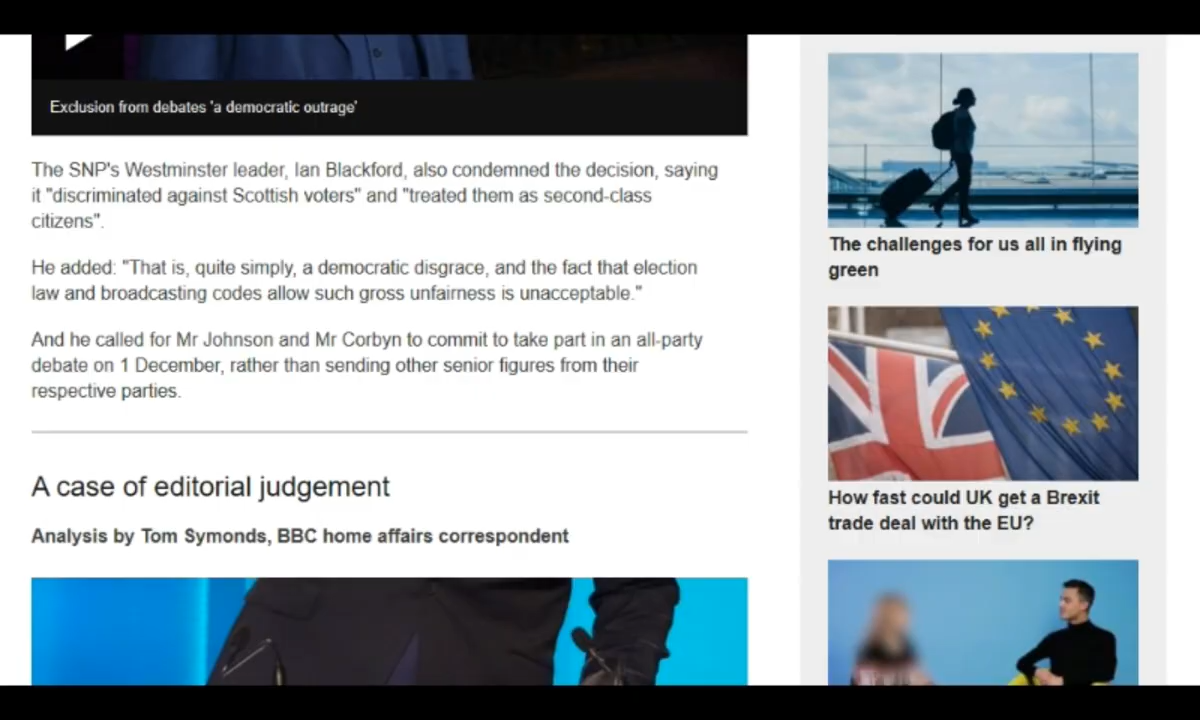 Exclusion from debates 'a democratic outrage'
The SNP's Westminster leader, Ian Blackford, also condemned the decision, saying
it "discriminated against Scottish voters" and "treated them as second-class
citizens".
He added: "That is, quite simply, a democratic disgrace, and the fact that election
law and broadcasting codes allow such gross unfairness is unacceptable."
And he called for Mr Johnson and Mr Corbyn to commit to take part in an all-party
debate on 1 December, rather than sending other senior figures from their
respective parties.
A case of editorial judgement
Analysis by Tom Symonds, BBC home affairs correspondent
The challenges for us all in flying
green
How fast could UK get a Brexit
trade deal with the EU?